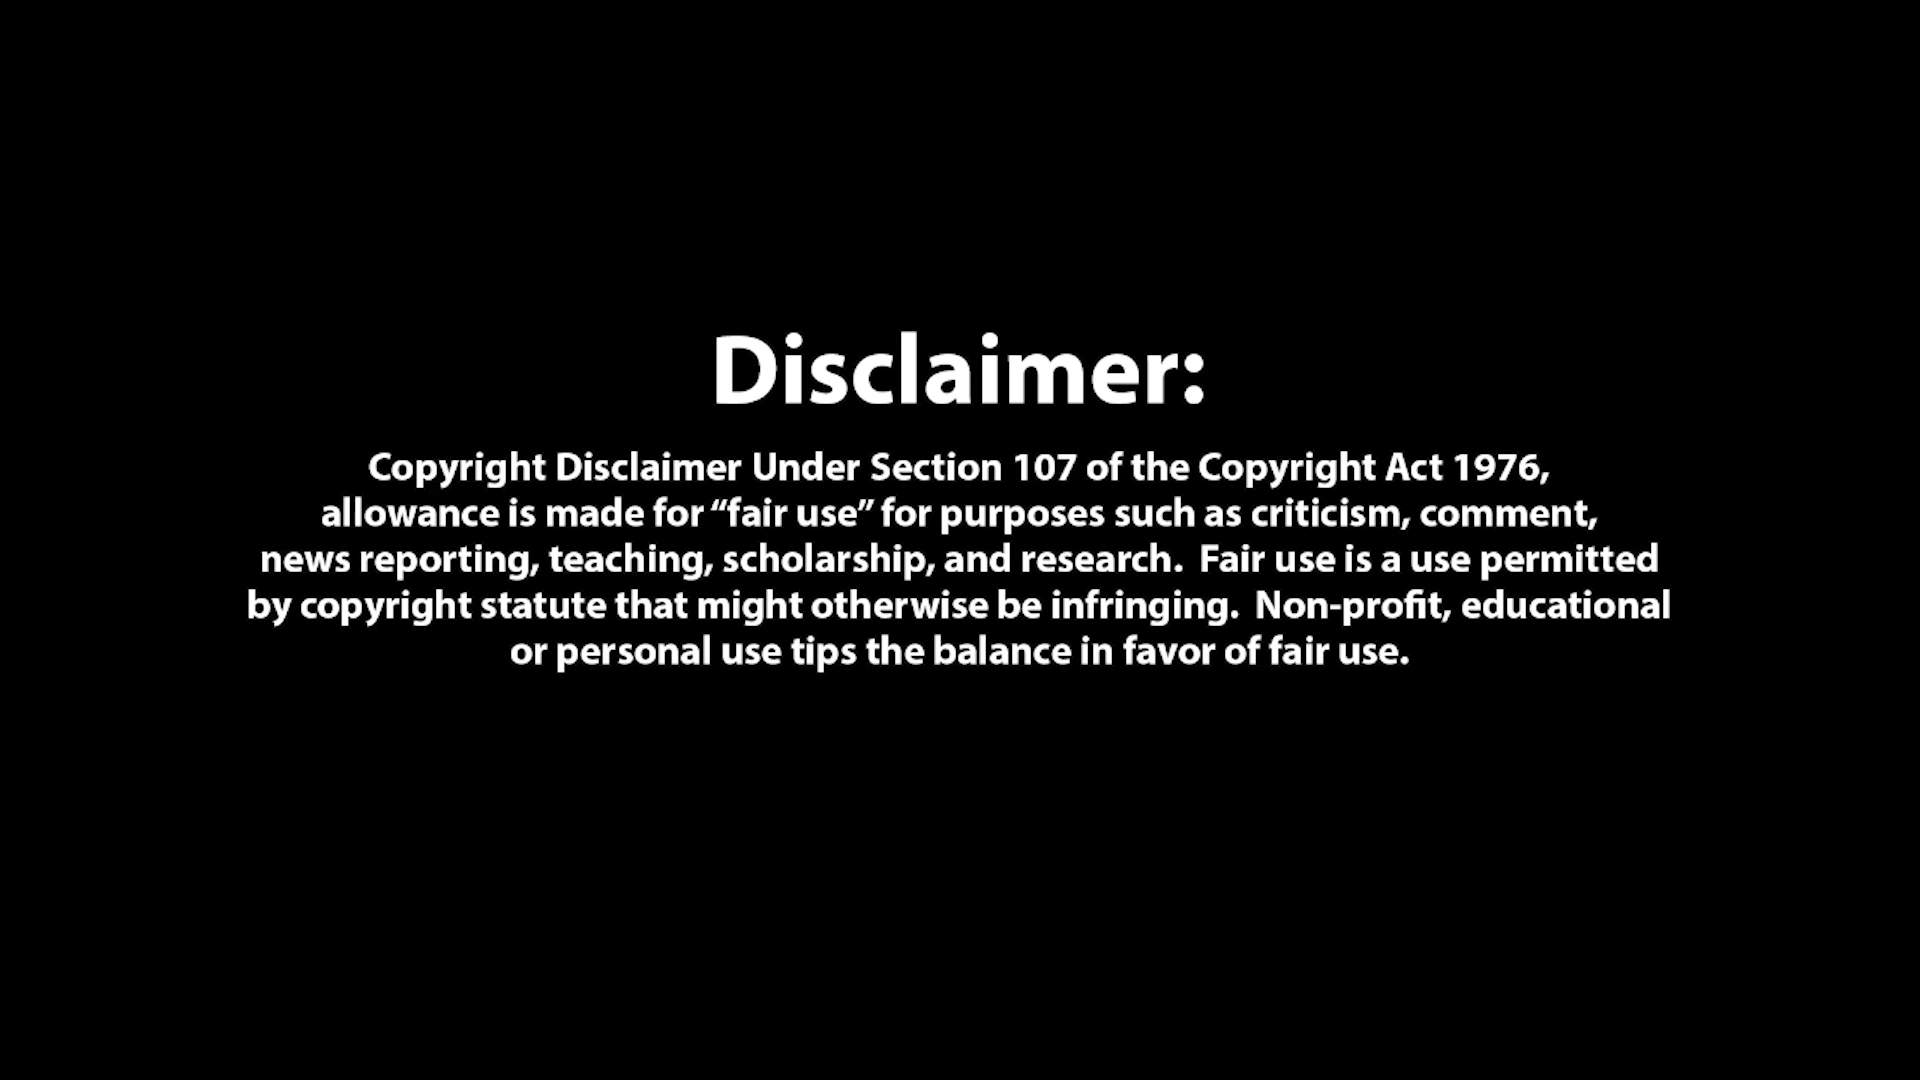 Disclaimer:
Copyright Disclaimer Under Section 107 of the Copyright Act 1976,
allowance is made for “fair use” for purposes such as criticism, comment,
news reporting, teaching, scholarship, and research.  Fair use is a use permitted
by copyright statute that might otherwise be infringing.  Non-profit, educational
or personal use tips the balance in favor of fair use.